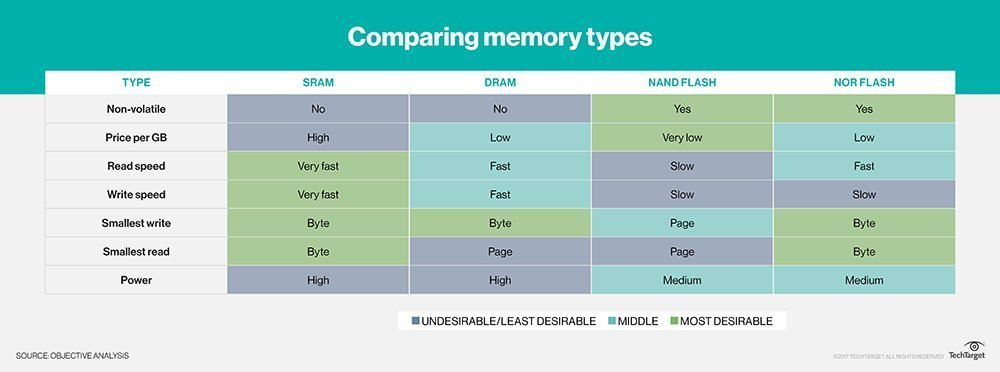 Comparing memory types
TYPE SRAM DRAM NAND FLASH NOR FLASH
Non-volatile No No Yes Yes
Price per GB High Low Very low Low
Read speed Very fast Fast Slow Fast
Write speed Very fast Fast Slow Slow
Smallest write Byte Byte Page Byte
Smallest read Byte Page Page Byte
Power High High Medium Medium
UNDESIRABLE/LEAST DESIRABLE MIDDLE MOST DESIRABLE
SOURCE: OBJECTIVE ANALYSIS
©2017 TECHTARGET. ALL RIGHTS RESERVED TechTarget